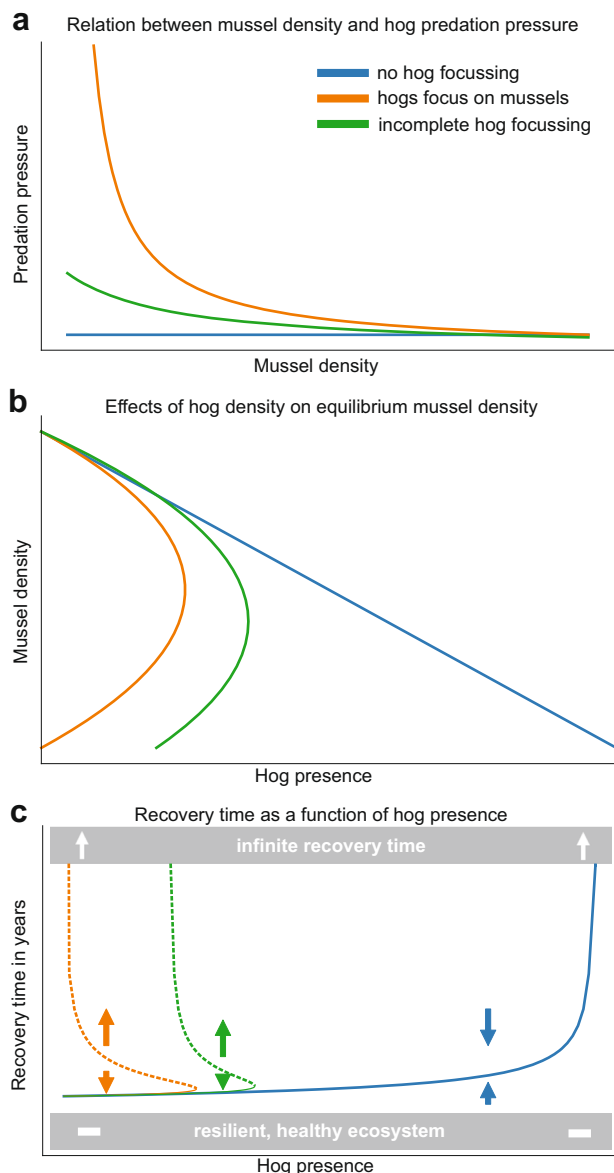 a Relation between mussel density and hog predation pressure
no hog focussing
hogs focus on mussels
incomplete hog focussing
Predation pressure
Mussel density
b Effects of hog density on equilibrium mussel density
Mussel density
Hog presence
c Recovery time as a function of hog presence
infinite recovery time
Recovery time in years
resilient, healthy ecosystem
Hog presence